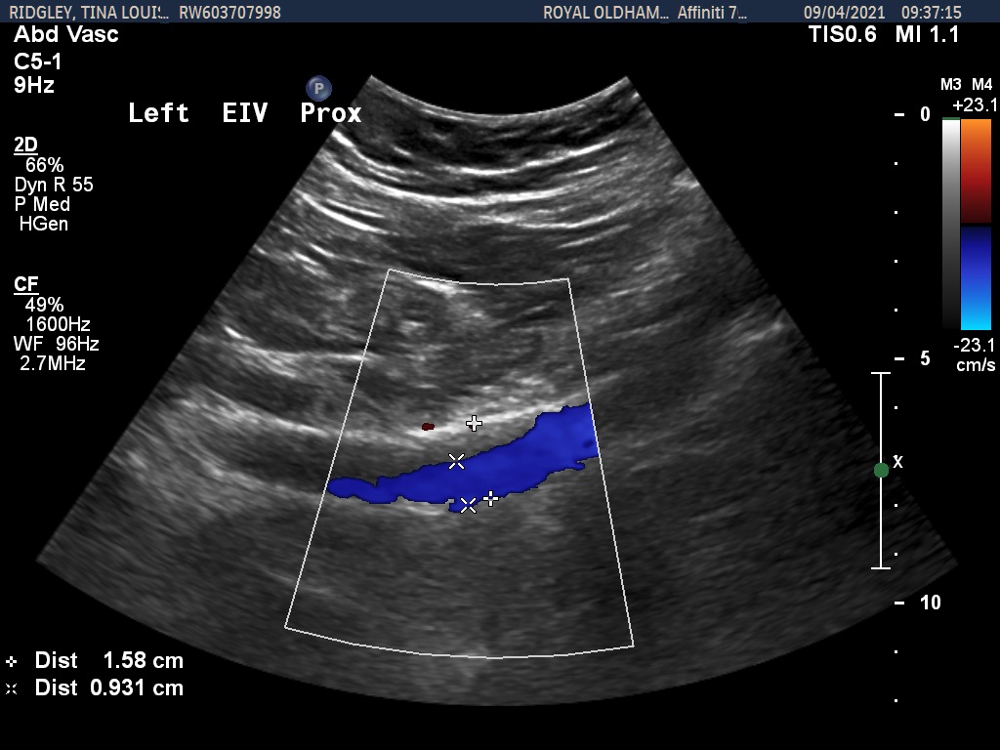 RIDGLEY, TINA LOUIS... RW603707998 ROYAL OLDHAM... Affiniti 7... 09/04/2021 09:37:15
Abd Vasc
C5-1
9Hz
TIS0.6 MI 1.1
P
Left EIV Prox
M3 M4
+23.1
2D
66%
Dyn R 55
P Med
HGen
CF
49%
1600Hz
WF 96Hz
2.7MHz
0
5
10
-23.1
cm/s
X
Dist 1.58 cm
Dist 0.931 cm